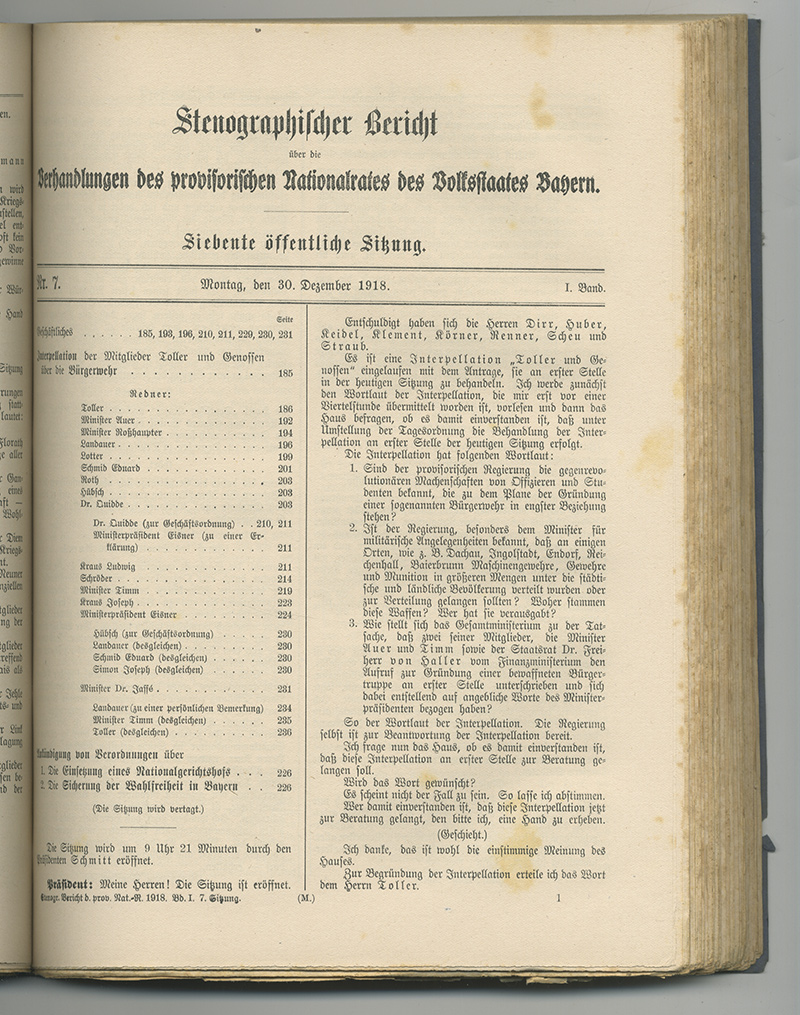 Stenographischer Bericht
über die
Verhandlungen des provisorischen Nationalrates des Volksstaates Bayern.
Siebente öffentliche Sitzung.
Nr. 7.
Montag, den 30. Dezember 1918.
I. Band.
Seite
Geschäftliches . . . . . . 185, 193, 196, 210, 211, 229, 230, 231
Interpellation der Mitglieder Toller und Genossen
über die Bürgerwehr . . . . . . . . . . . . 185
Redner:
Toller . . . . . . . . . . . . . . . 186
Minister Auer . . . . . . . . . . . . 192
Minister Roßhaupter . . . . . . . . . . 194
Landauer . . . . . . . . . . . . . . 196
Lotter . . . . . . . . . . . . . . . 199
Schmid Eduard . . . . . . . . . . . . 201
Roth . . . . . . . . . . . . . . . . 203
Hübsch . . . . . . . . . . . . . . . 203
Dr. Quidde . . . . . . . . . . . . . 203
Dr. Quidde (zur Geschäftsordnung) . . 210, 211
Ministerpräsident Eisner (zu einer Er-
klärung) . . . . . . . . . . . . 211
Kraus Ludwig . . . . . . . . . . . . 211
Schröder . . . . . . . . . . . . . . 214
Minister Timm . . . . . . . . . . . . 219
Kraus Joseph . . . . . . . . . . . . . 223
Ministerpräsident Eisner . . . . . . . . 224
Hübsch (zur Geschäftsordnung) . . . . 230
Landauer (desgleichen) . . . . . . . 230
Schmid Eduard (desgleichen) . . . . . 230
Simon Joseph (desgleichen) . . . . . 230
Minister Dr. Jaffé . . . . . . . . . . . 231
Landauer (zu einer persönlichen Bemerkung) 234
Minister Timm (desgleichen) . . . . . . 235
Toller (desgleichen) . . . . . . . . . 236
Ankündigung von Verordnungen über
1. Die Einsetzung eines Nationalgerichtshofs . . . 226
2. Die Sicherung der Wahlfreiheit in Bayern . . 226
(Die Sitzung wird vertagt.)
Die Sitzung wird um 9 Uhr 21 Minuten durch den
Präsidenten Schmitt eröffnet.
Präsident: Meine Herren! Die Sitzung ist eröffnet.
Stenogr. Bericht d. prov. Nat.-R. 1918. Bd. I. 7. Sitzung.
(M.)
Entschuldigt haben sich die Herren Dirr, Huber,
Keidel, Klement, Körner, Renner, Scheu und
Straub.
Es ist eine Interpellation „Toller und Ge-
nossen“ eingelaufen mit dem Antrage, sie an erster Stelle
in der heutigen Sitzung zu behandeln. Ich werde zunächst
den Wortlaut der Interpellation, die mir erst vor einer
Viertelstunde übermittelt worden ist, vorlesen und dann das
Haus befragen, ob es damit einverstanden ist, daß unter
Umstellung der Tagesordnung die Behandlung der Inter-
pellation an erster Stelle der heutigen Sitzung erfolgt.
Die Interpellation hat folgenden Wortlaut:
1. Sind der provisorischen Regierung die gegenrevo-
lutionären Machenschaften von Offizieren und Stu-
denten bekannt, die zu dem Plane der Gründung
einer sogenannten Bürgerwehr in engster Beziehung
stehen?
2. Ist der Regierung, besonders dem Minister für
militärische Angelegenheiten bekannt, daß an einigen
Orten, wie z. B. Dachau, Ingolstadt, Endorf, Rei-
chenhall, Baierbrunn Maschinengewehre, Gewehre
und Munition in größeren Mengen unter die städti-
sche und ländliche Bevölkerung verteilt wurden oder
zur Verteilung gelangen sollten? Woher stammen
diese Waffen? Wer hat sie verausgabt?
3. Wie stellt sich das Gesamtministerium zu der Tat-
sache, daß zwei seiner Mitglieder, die Minister
Auer und Timm sowie der Staatsrat Dr. Frei-
herr von Haller vom Finanzministerium den
Aufruf zur Gründung einer bewaffneten Bürger-
truppe an erster Stelle unterschrieben und sich
dabei entstellend auf angebliche Worte des Minister-
präsidenten bezogen haben?
So der Wortlaut der Interpellation. Die Regierung
selbst ist zur Beantwortung der Interpellation bereit.
Ich frage nun das Haus, ob es damit einverstanden ist,
daß diese Interpellation an erster Stelle zur Beratung ge-
langen soll.
Wird das Wort gewünscht?
Es scheint nicht der Fall zu sein. So lasse ich abstimmen.
Wer damit einverstanden ist, daß diese Interpellation jetzt
zur Beratung gelangt, den bitte ich, eine Hand zu erheben.
(Geschieht.)
Ich danke, das ist wohl die einstimmige Meinung des
Hauses.
Zur Begründung der Interpellation erteile ich das Wort
dem Herrn Toller.
1